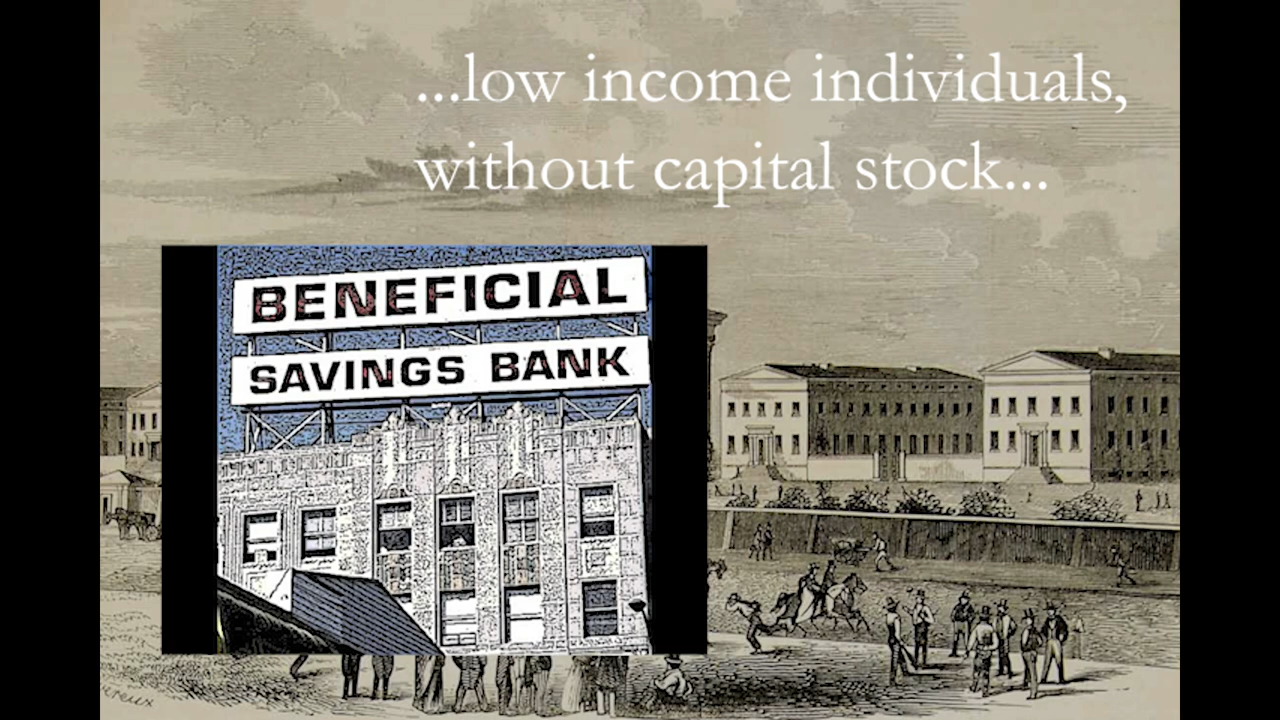 ...low income individuals,
without capital stock...
BENEFICIAL
SAVINGS BANK